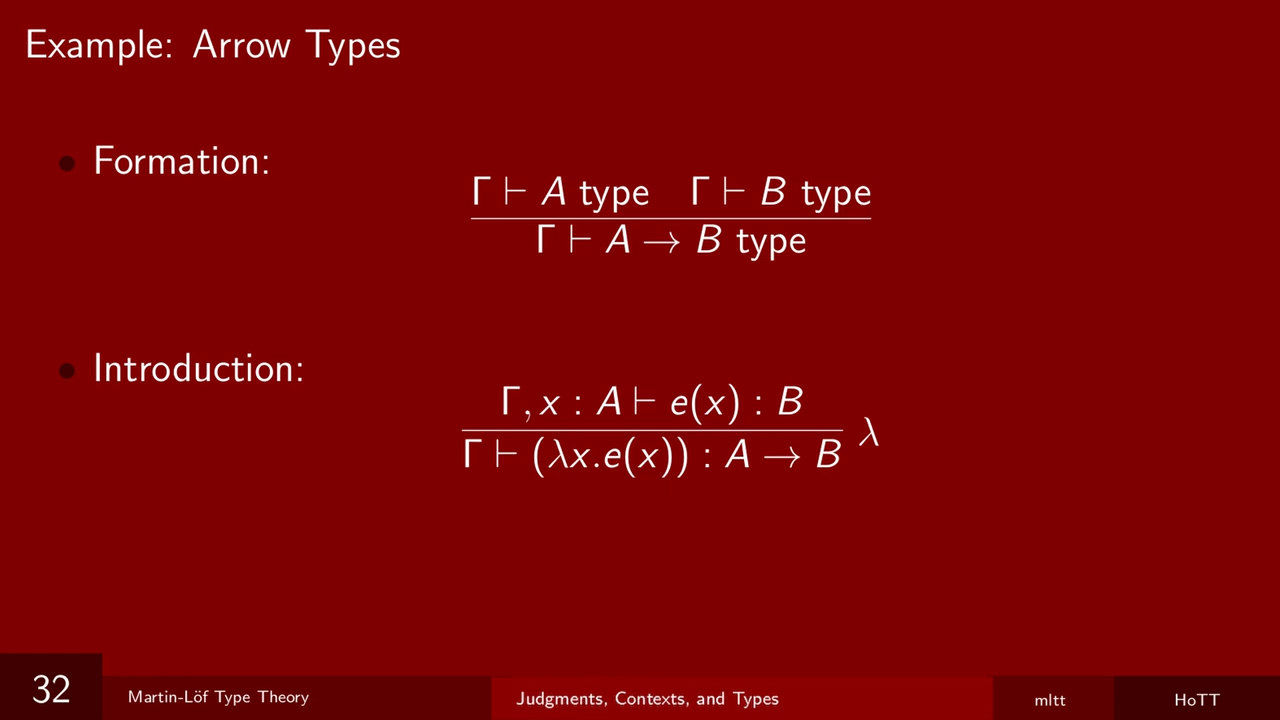 Example: Arrow Types
• Formation:
Γ ⊢ A type Γ ⊢ B type
Γ ⊢ A → B type
• Introduction:
Γ, x : A ⊢ e(x) : B
Γ ⊢ (λx.e(x)) : A → B λ
32 Martin-Löf Type Theory Judgments, Contexts, and Types mltt HoTT